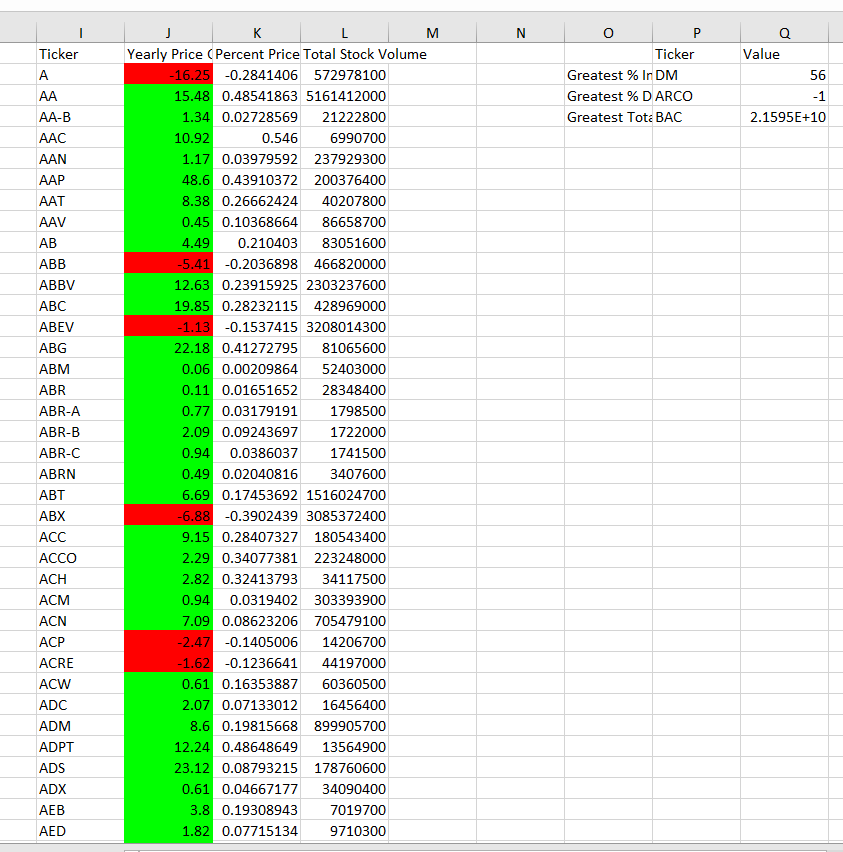 I J K L M N O P Q
Ticker Yearly Price C Percent Price Total Stock Volume Ticker Value
A -16.25 -0.2841406 572978100 Greatest % In DM 56
AA 15.48 0.48541863 5161412000 Greatest % D ARCO -1
AA-B 1.34 0.02728569 21222800 Greatest Tota BAC 2.1595E+10
AAC 10.92 0.546 6990700
AAN 1.17 0.03979592 237929300
AAP 48.6 0.43910372 200376400
AAT 8.38 0.26662424 40207800
AAV 0.45 0.10368664 86658700
AB 4.49 0.210403 83051600
ABB -5.41 -0.2036898 466820000
ABBV 12.63 0.23915925 2303237600
ABC 19.85 0.28232115 428969000
ABEV -1.13 -0.1537415 3208014300
ABG 22.18 0.41272795 81065600
ABM 0.06 0.00209864 52403000
ABR 0.11 0.01651652 28348400
ABR-A 0.77 0.03179191 1798500
ABR-B 2.09 0.09243697 1722000
ABR-C 0.94 0.0386037 1741500
ABRN 0.49 0.02040816 3407600
ABT 6.69 0.17453692 1516024700
ABX -6.88 -0.3902439 3085372400
ACC 9.15 0.28407327 180543400
ACCO 2.29 0.34077381 223248000
ACH 2.82 0.32413793 34117500
ACM 0.94 0.0319402 303393900
ACN 7.09 0.08623206 705479100
ACP -2.47 -0.1405006 14206700
ACRE -1.62 -0.1236641 44197000
ACW 0.61 0.16353887 60360500
ADC 2.07 0.07133012 16456400
ADM 8.6 0.19815668 899905700
ADPT 12.24 0.48648649 13564900
ADS 23.12 0.08793215 178760600
ADX 0.61 0.04667177 34090400
AEB 3.8 0.19308943 7019700
AED 1.82 0.07715134 9710300